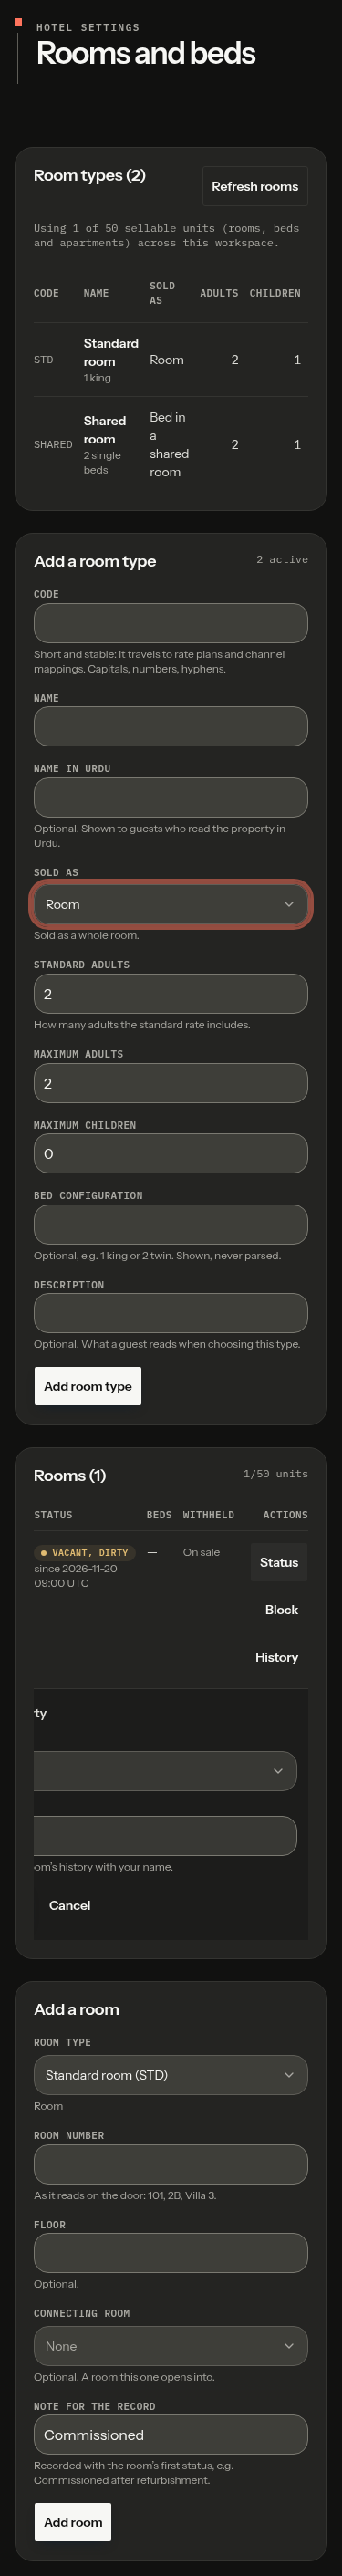 HOTEL SETTINGS
Rooms and beds
Room types (2)
Refresh rooms
Using 1 of 50 sellable units (rooms, beds
and apartments) across this workspace.
CODE NAME SOLD AS ADULTS CHILDREN
STD Standard room 1 king Room 2 1
SHARED Shared room 2 single beds Bed in a shared room 2 1
Add a room type
2 active
CODE
Short and stable: it travels to rate plans and channel
mappings. Capitals, numbers, hyphens.
NAME
NAME IN URDU
Optional. Shown to guests who read the property in
Urdu.
SOLD AS
Room
Sold as a whole room.
STANDARD ADULTS
2
How many adults the standard rate includes.
MAXIMUM ADULTS
2
MAXIMUM CHILDREN
0
BED CONFIGURATION
Optional, e.g. 1 king or 2 twin. Shown, never parsed.
DESCRIPTION
Optional. What a guest reads when choosing this type.
Add room type
Rooms (1)
1/50 units
STATUS BEDS WITHHELD ACTIONS
VACANT, DIRTY — On sale Status
since 2026-11-20
09:00 UTC
Block
History
ty
oom's history with your name.
Cancel
Add a room
ROOM TYPE
Standard room (STD)
Room
ROOM NUMBER
As it reads on the door: 101, 2B, Villa 3.
FLOOR
Optional.
CONNECTING ROOM
None
Optional. A room this one opens into.
NOTE FOR THE RECORD
Commissioned
Recorded with the room's first status, e.g.
Commissioned after refurbishment.
Add room